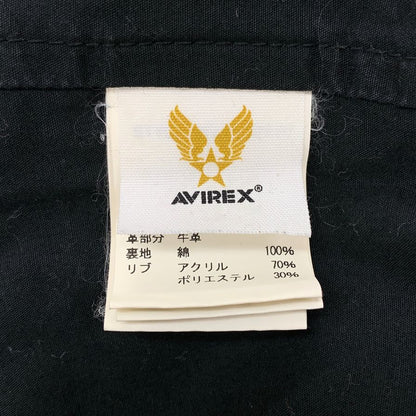 AVIREX®
革部分 牛革
裏地 綿 100%
リブ アクリル 70%
ポリエステル 30%